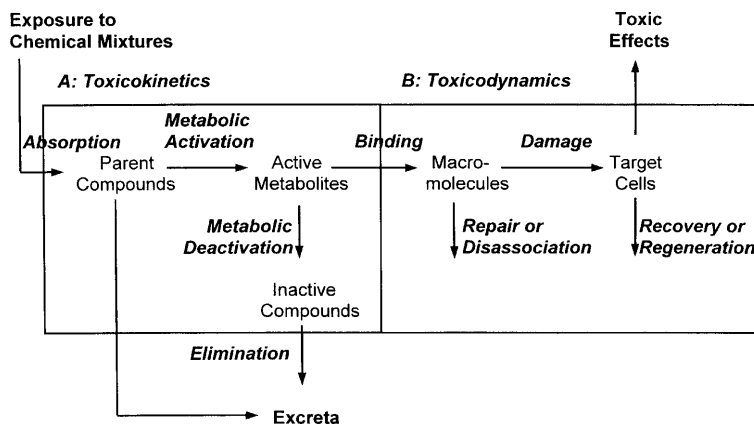 Exposure to
Chemical Mixtures
Toxic
Effects
A: Toxicokinetics
B: Toxicodynamics
Absorption
Metabolic
Activation
Binding
Damage
Parent
Compounds
Active
Metabolites
Macro-
molecules
Target
Cells
Metabolic
Deactivation
Repair or
Disassociation
Recovery or
Regeneration
Inactive
Compounds
Elimination
Excreta